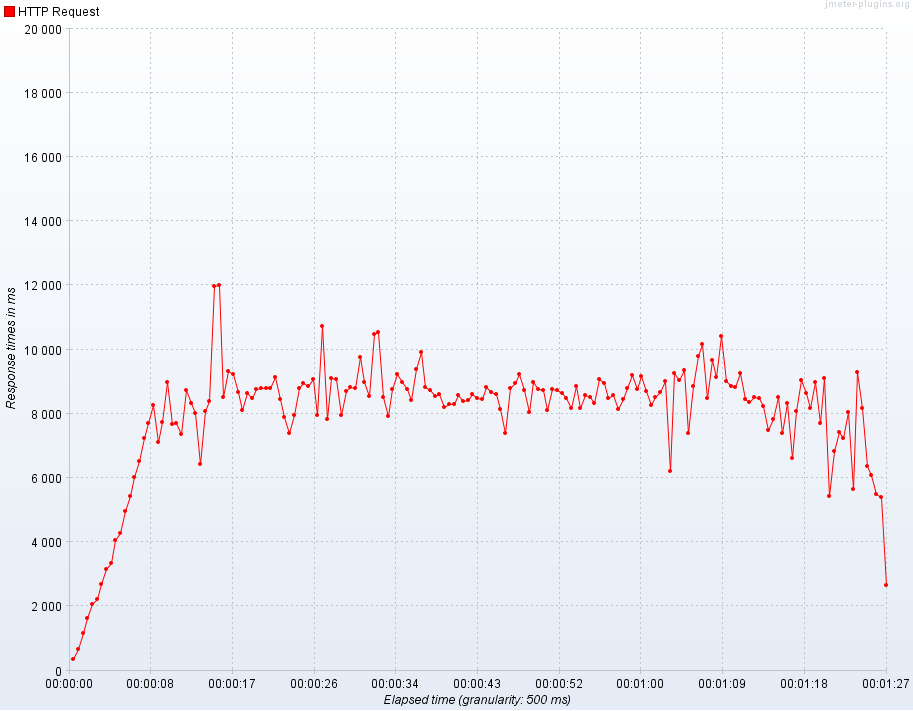 jmeter-plugins.org
HTTP Request
20 000
18 000
16 000
14 000
12 000
10 000
8 000
6 000
4 000
2 000
0
Response times in ms
00:00:00 00:00:08 00:00:17 00:00:26 00:00:34 00:00:43 00:00:52 00:01:00 00:01:09 00:01:18 00:01:27
Elapsed time (granularity: 500 ms)